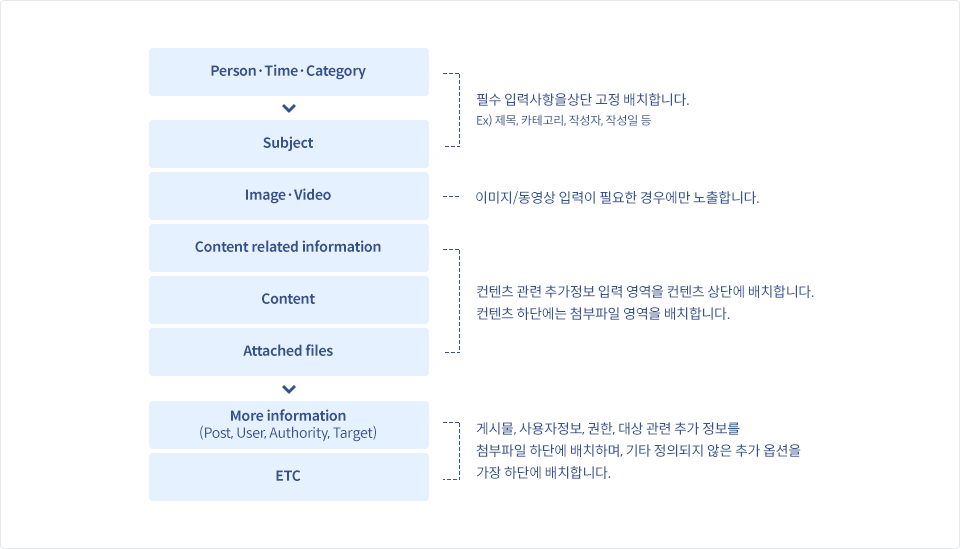 Person·Time·Category
Subject
필수 입력사항을상단 고정 배치합니다.
Ex) 제목, 카테고리, 작성자, 작성일 등
Image·Video
이미지/동영상 입력이 필요한 경우에만 노출합니다.
Content related information
Content
Attached files
컨텐츠 관련 추가정보 입력 영역을 컨텐츠 상단에 배치합니다.
컨텐츠 하단에는 첨부파일 영역을 배치합니다.
More information
(Post, User, Authority, Target)
ETC
게시물, 사용자정보, 권한, 대상 관련 추가 정보를
첨부파일 하단에 배치하며, 기타 정의되지 않은 추가 옵션을
가장 하단에 배치합니다.